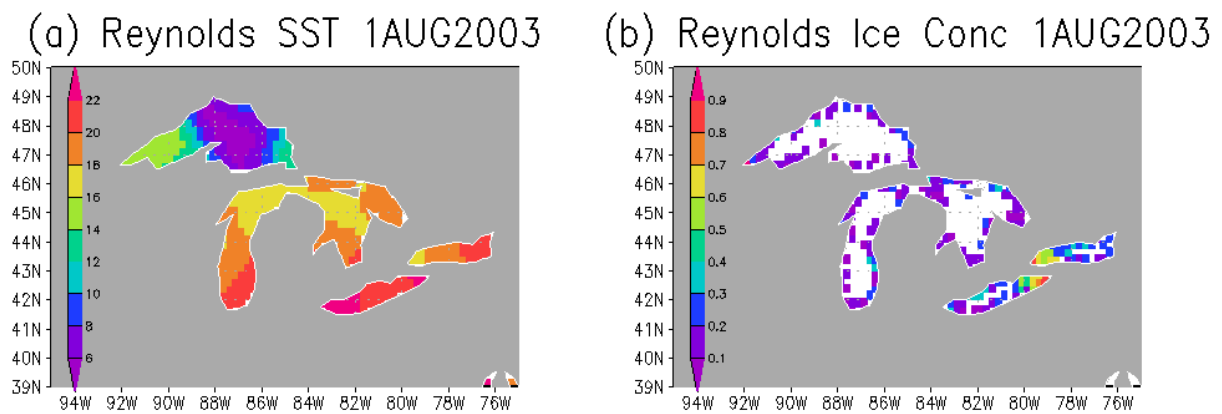 (a) Reynolds SST 1AUG2003
50N
49N
48N
47N
46N
45N
44N
43N
42N
41N
40N
39N
22
20
18
16
14
12
10
8
6
94W 92W 90W 88W 86W 84W 82W 80W 78W 76W
(b) Reynolds Ice Conc 1AUG2003
50N
49N
48N
47N
46N
45N
44N
43N
42N
41N
40N
39N
0.9
0.8
0.7
0.6
0.5
0.4
0.3
0.2
0.1
94W 92W 90W 88W 86W 84W 82W 80W 78W 76W